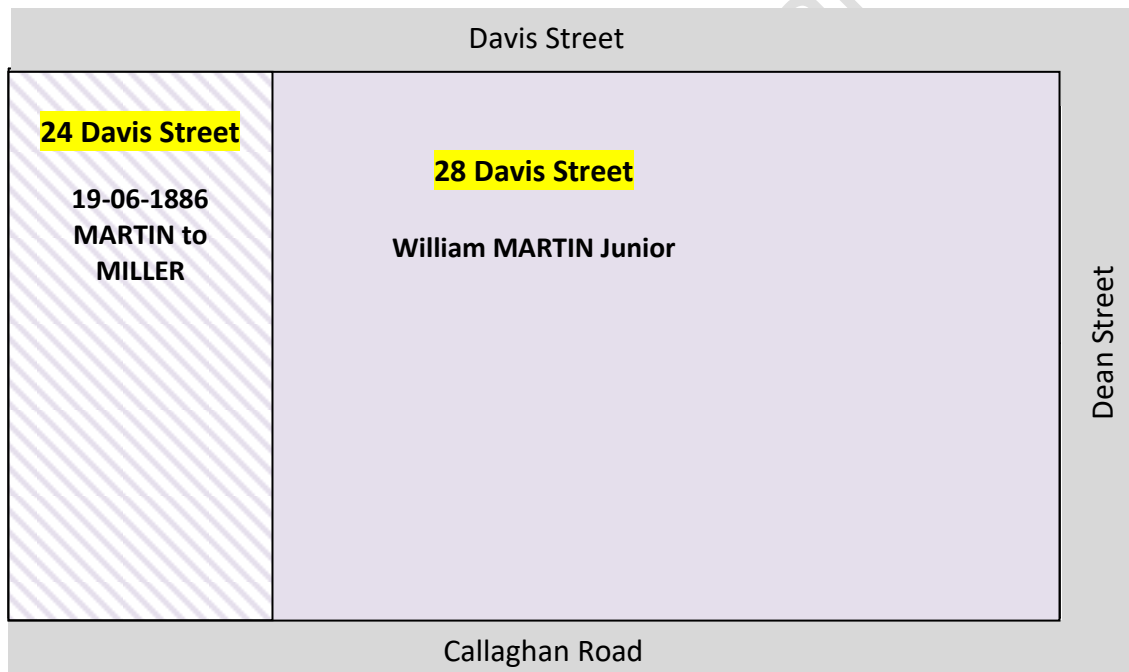 Davis Street
24 Davis Street
19-06-1886
MARTIN to
MILLER
28 Davis Street
William MARTIN Junior
Dean Street
Callaghan Road